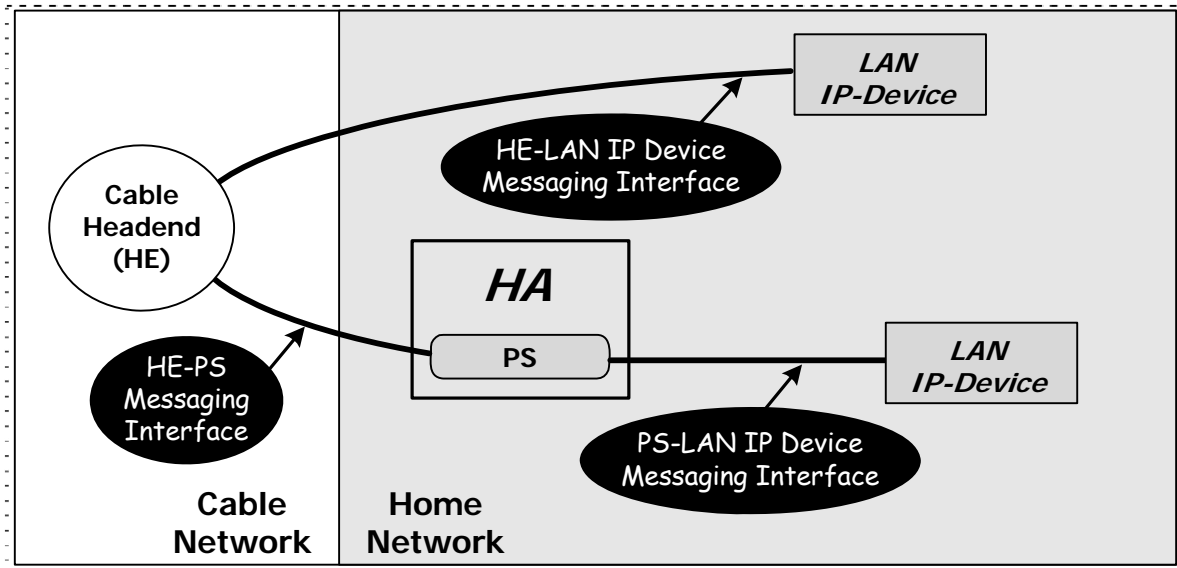 LAN
IP-Device
HE-LAN IP Device
Messaging Interface
Cable
Headend
(HE)
HA
PS
LAN
IP-Device
HE-PS
Messaging
Interface
PS-LAN IP Device
Messaging Interface
Cable
Network
Home
Network